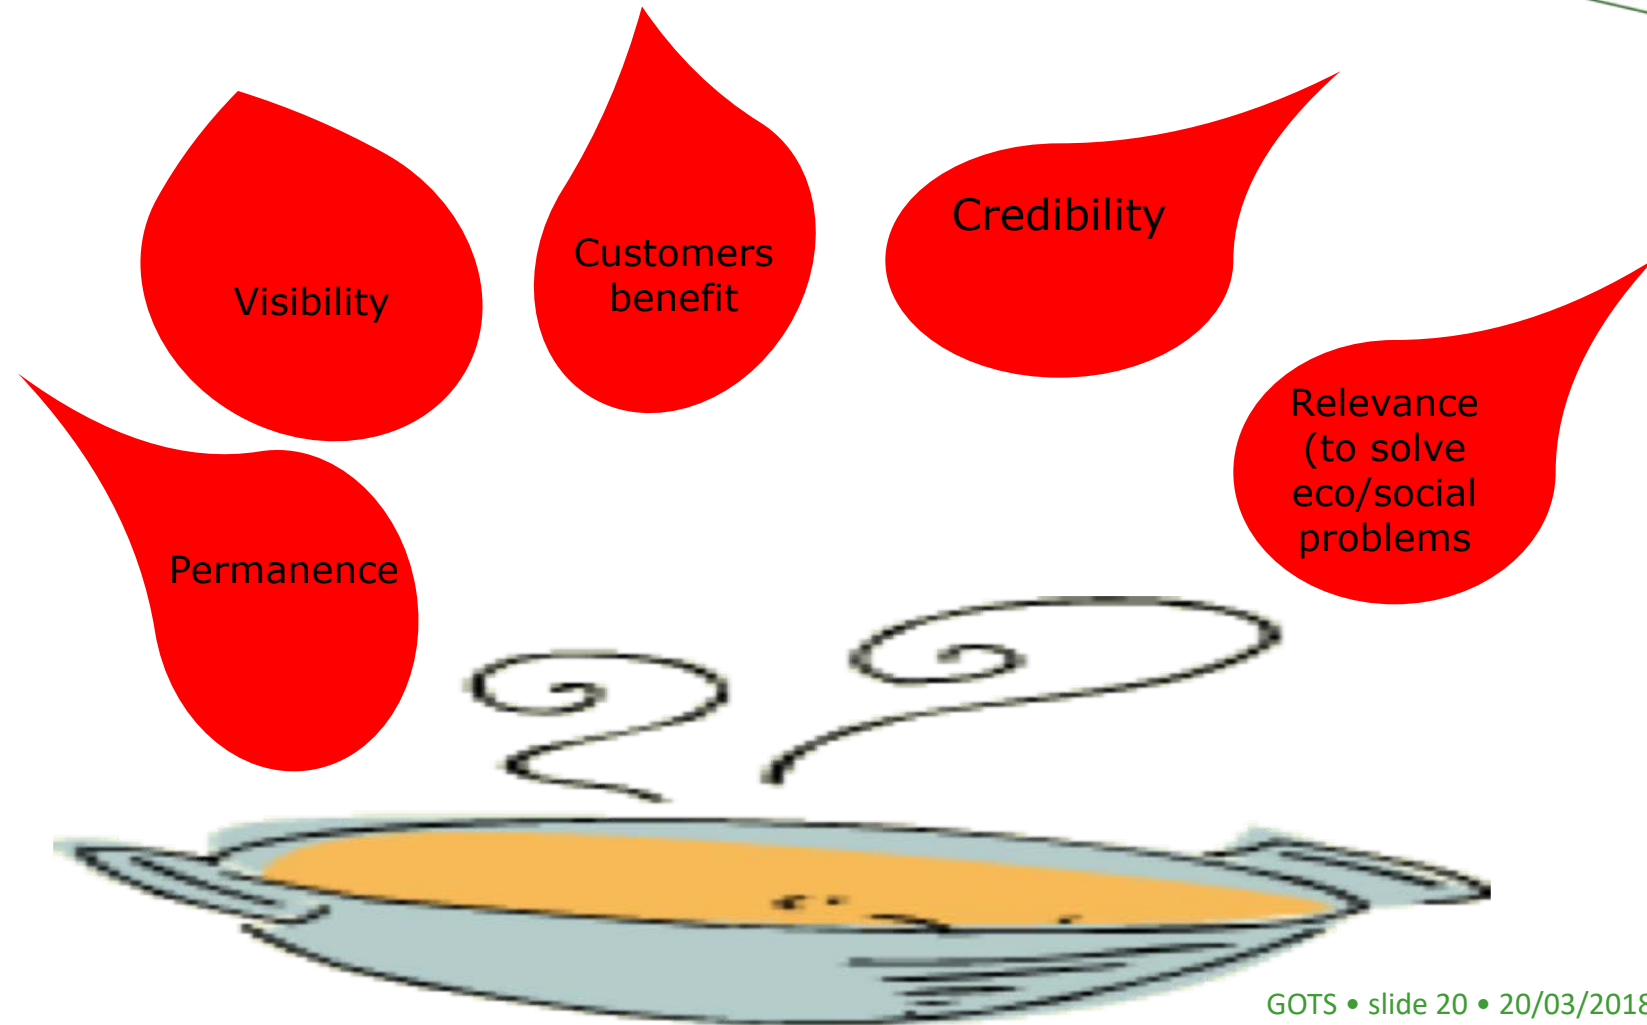 Visibility
Customers
benefit
Credibility
Relevance
(to solve
eco/social
problems
Permanence
GOTS • slide 20 • 20/03/2018